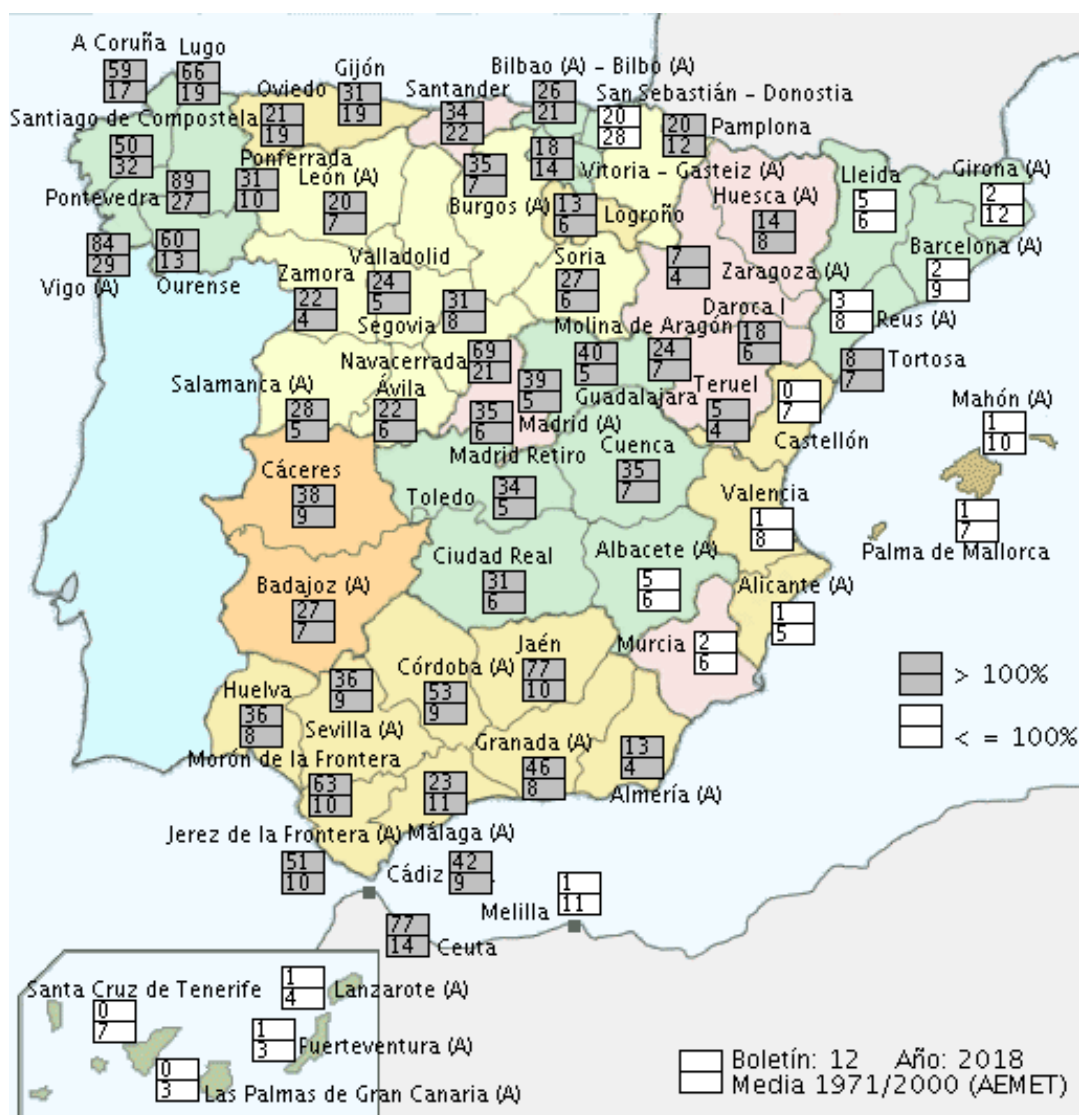 A Coruña
59
17
Lugo
66
19
Oviedo
21
19
Gijón
31
19
Santander
34
22
Bilbao (A) – Bilbo (A)
26
21
San Sebastián – Donostia
20
28
20
12
Pamplona
Santiago de Compostela
50
32
Ponferrada
31
10
León (A)
20
7
35
7
Burgos (A)
18
14
Vitoria – Gasteiz (A)
13
6
Logroño
Huesca (A)
14
8
Lleida
5
6
Girona (A)
2
12
Pontevedra
89
27
84
29
Vigo (A)
60
13
Ourense
Zamora
22
4
Valladolid
24
5
Segovia
31
8
Soria
27
6
7
4
Zaragoza (A)
Barcelona (A)
2
9
Daroca I
18
6
3
8
Reus (A)
8
7
Tortosa
Navacerrada
69
21
Molina de Aragón
24
7
40
5
Guadalajara
Salamanca (A)
28
5
Ávila
22
6
39
5
Madrid (A)
35
6
Madrid Retiro
Teruel
5
4
0
7
Castellón
Mahón (A)
1
10
Cáceres
38
9
Toledo
34
5
Cuenca
35
7
Valencia
1
8
1
7
Palma de Mallorca
Badajoz (A)
27
7
Ciudad Real
31
6
Albacete (A)
5
6
Alicante (A)
1
5
Murcia
2
6
Huelva
36
8
36
9
Sevilla (A)
Córdoba (A)
53
9
Jaén
77
10
> 100%
< = 100%
Morón de la Frontera
63
10
Granada (A)
46
8
13
4
Almería (A)
23
11
Málaga (A)
Jerez de la Frontera (A)
51
10
Cádiz
42
9
Melilla
1
11
77
14
Ceuta
Santa Cruz de Tenerife
0
7
1
4
Lanzarote (A)
1
3
Fuerteventura (A)
0
3
Las Palmas de Gran Canaria (A)
Boletín: 12 Año: 2018
Media 1971/2000 (AEMET)